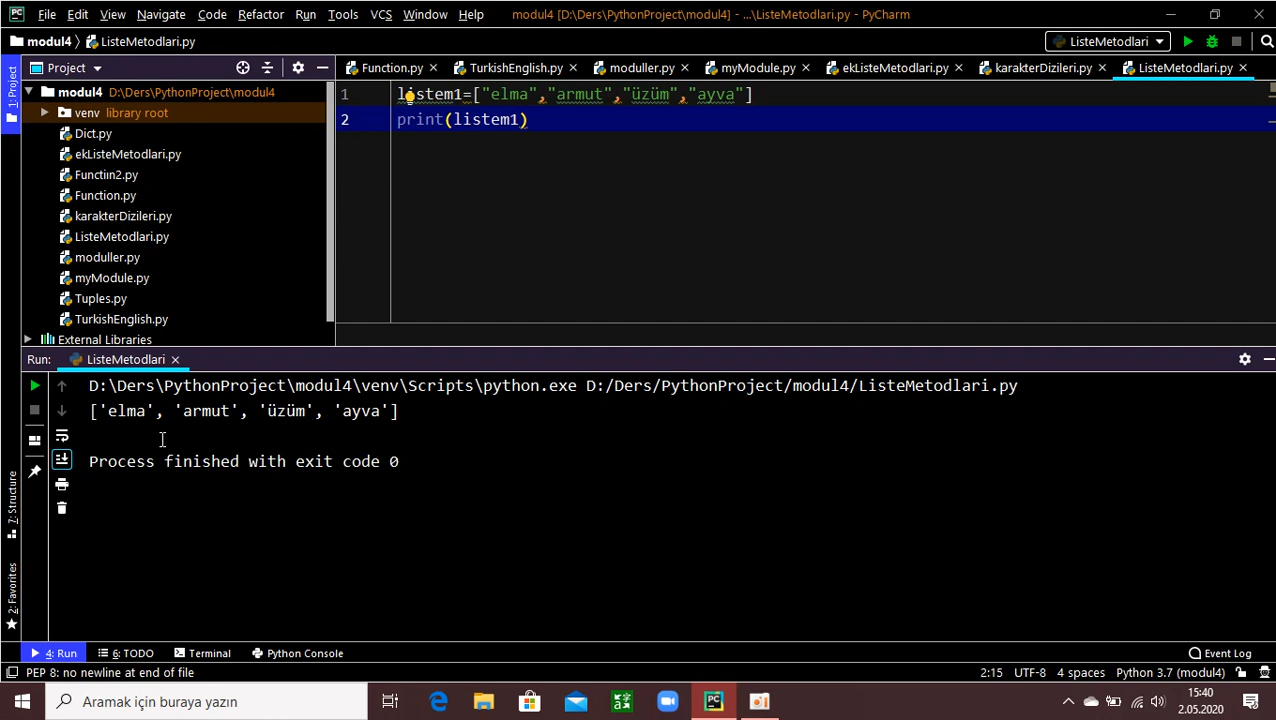 File Edit View Navigate Code Refactor Run Tools VCS Window Help modul4 [D:\Ders\PythonProject\modul4] - ...\ListeMetodlari.py - PyCharm
modul4 ListeMetodlari.py ListeMetodlari
1: Project
Project
Function.py TurkishEnglish.py moduller.py myModule.py ekListeMetodlari.py karakterDizileri.py ListeMetodlari.py
modul4 D:\Ders\PythonProject\modul4
venv library root
Dict.py
ekListeMetodlari.py
Functin2.py
Function.py
karakterDizileri.py
ListeMetodlari.py
moduller.py
myModule.py
Tuples.py
TurkishEnglish.py
External Libraries
1 listem1=["elma","armut","üzüm","ayva"]
2 print(listem1)
Run: ListeMetodlari
D:\Ders\PythonProject\modul4\venv\Scripts\python.exe D:/Ders/PythonProject/modul4/ListeMetodlari.py
['elma', 'armut', 'üzüm', 'ayva']
Process finished with exit code 0
7: Structure
2: Favorites
4: Run 6: TODO Terminal Python Console Event Log
PEP 8: no newline at end of file 2:15 UTF-8 4 spaces Python 3.7 (modul4)
Aramak için buraya yazın
15:40
2.05.2020